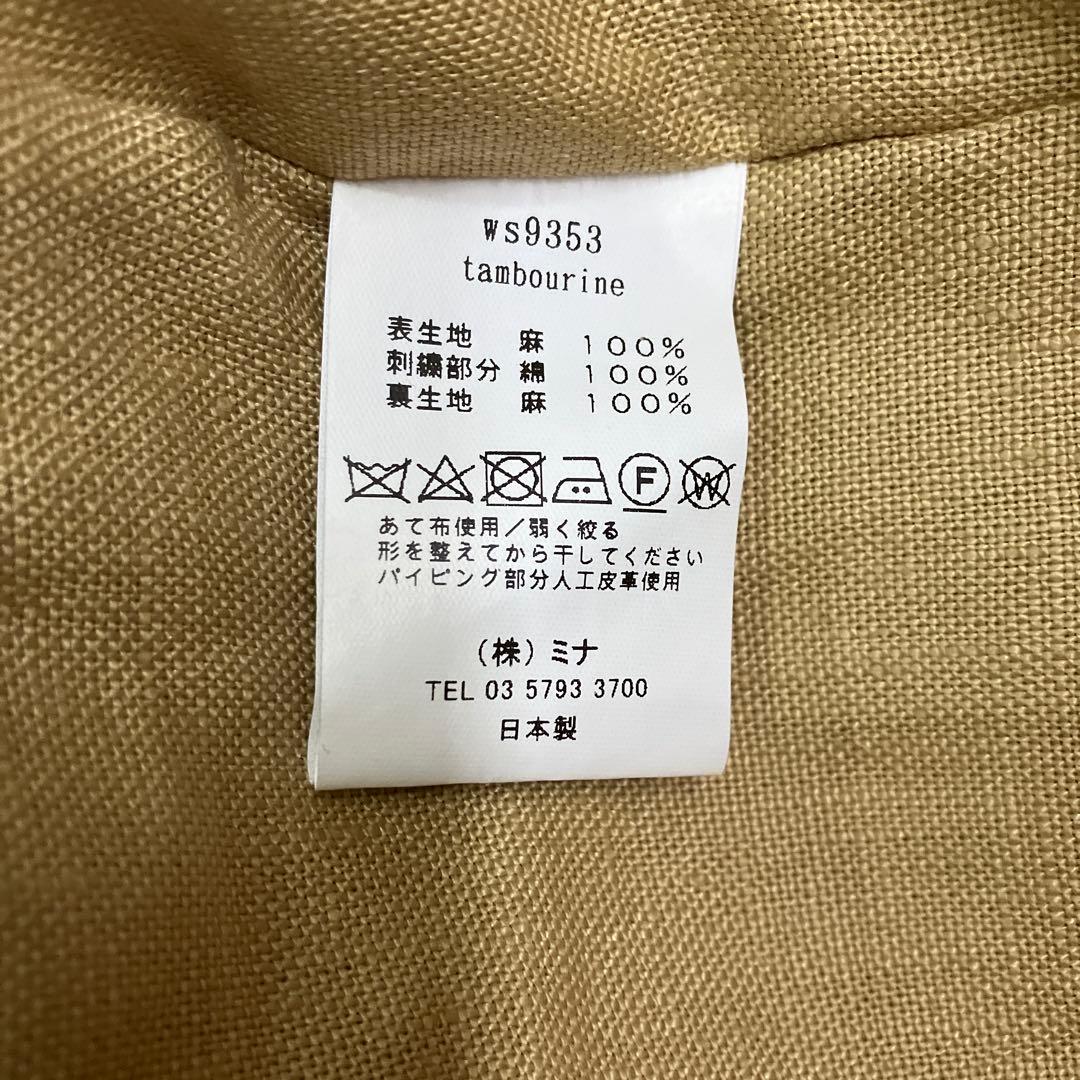 ws9353
tambourine
表生地 麻 100%
刺繍部分 綿 100%
裏生地 麻 100%
F W
あて布使用/弱く絞る
形を整えてから干してください
パイピング部分人工皮革使用
(株)ミナ
TEL 03 5793 3700
日本製